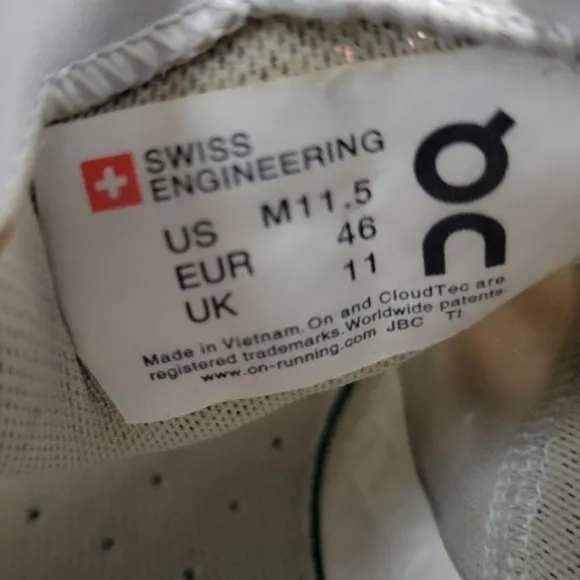 SWISS
ENGINEERING
US M11.5
EUR 46
UK 11
Made in Vietnam. On and CloudTec are
registered trademarks. Worldwide patents.
www.on-running.com JBC TI
On